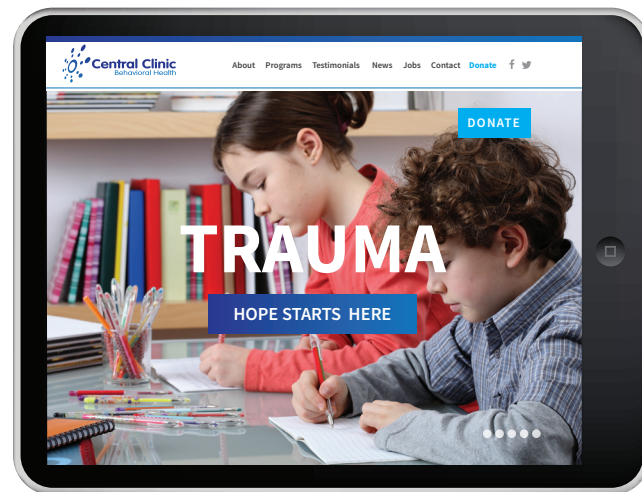 Central Clinic
Behavioral Health
About Programs Testimonials News Jobs Contact Donate
DONATE
TRAUMA
HOPE STARTS HERE